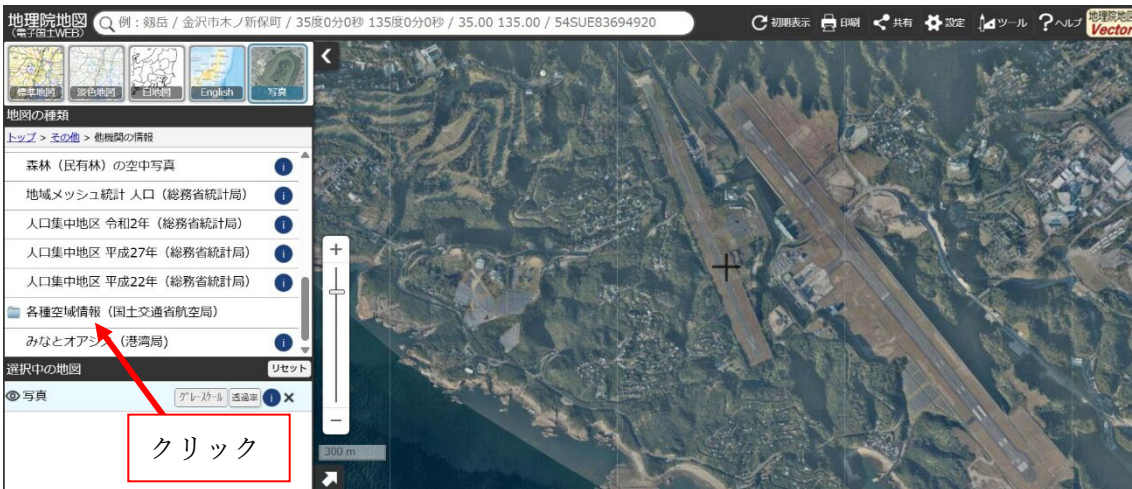 地理院地図
(電子国土WEB)
例：剱岳 / 金沢市木ノ新保町 / 35度0分0秒 135度0分0秒 / 35.00 135.00 / 54SUE83694920
初期表示 印刷 共有 設定 ツール ヘルプ
地理院地図
Vector
標準地図 淡色地図 白地図 English 写真
地図の種類
トップ > その他 > 他機関の情報
森林（民有林）の空中写真
地域メッシュ統計 人口（総務省統計局）
人口集中地区 令和2年（総務省統計局）
人口集中地区 平成27年（総務省統計局）
人口集中地区 平成22年（総務省統計局）
各種空域情報（国土交通省航空局）
みなとオアシス（港湾局)
選択中の地図 リセット
写真 グレースケール 透過率
クリック
300 m